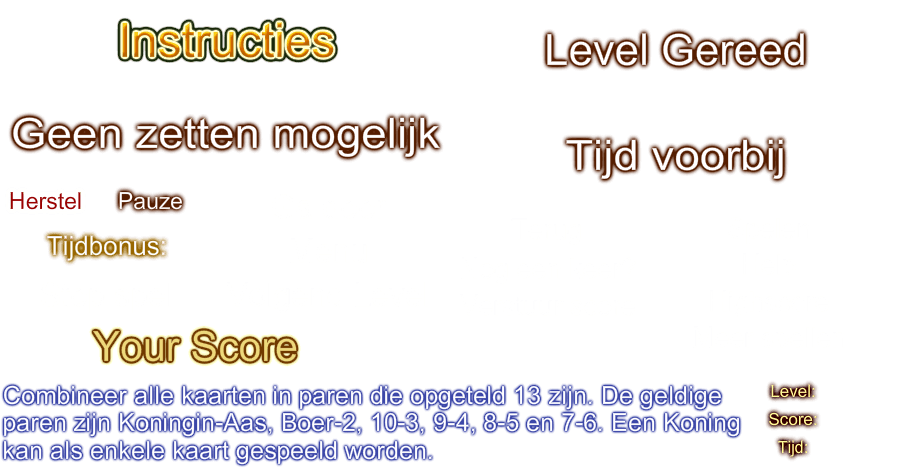 Instructies
Level Gereed
Geen zetten mogelijk
Tijd voorbij
Herstel
Pauze
Tijdbonus:
Your Score
Combineer alle kaarten in paren die opgeteld 13 zijn. De geldige
paren zijn Koningin-Aas, Boer-2, 10-3, 9-4, 8-5 en 7-6. Een Koning
kan als enkele kaart gespeeld worden.
Level:
Score:
Tijd: